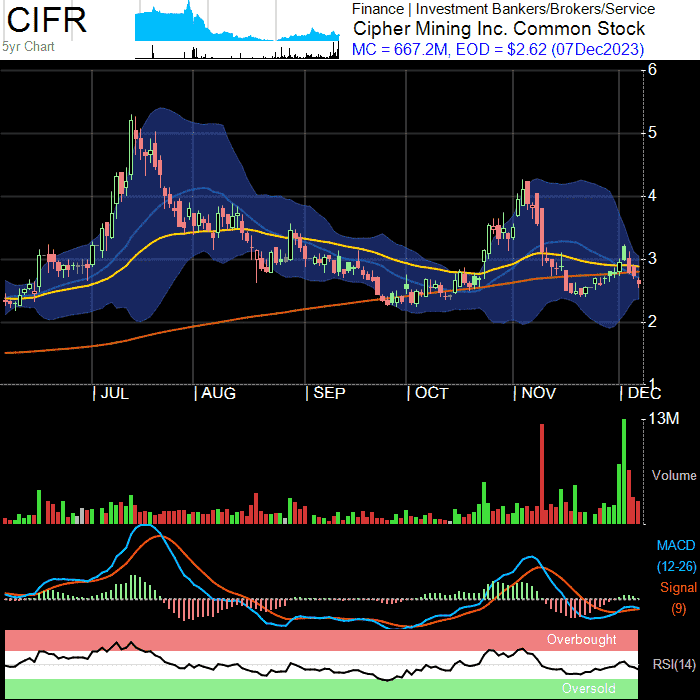 CIFR
5yr Chart
Finance | Investment Bankers/Brokers/Service
Cipher Mining Inc. Common Stock
MC = 667.2M, EOD = $2.62 (07Dec2023)
6
5
4
3
2
1
| JUL | AUG | SEP | OCT | NOV | DEC
13M
Volume
MACD
(12-26)
Signal
(9)
Overbought
RSI(14)
Oversold